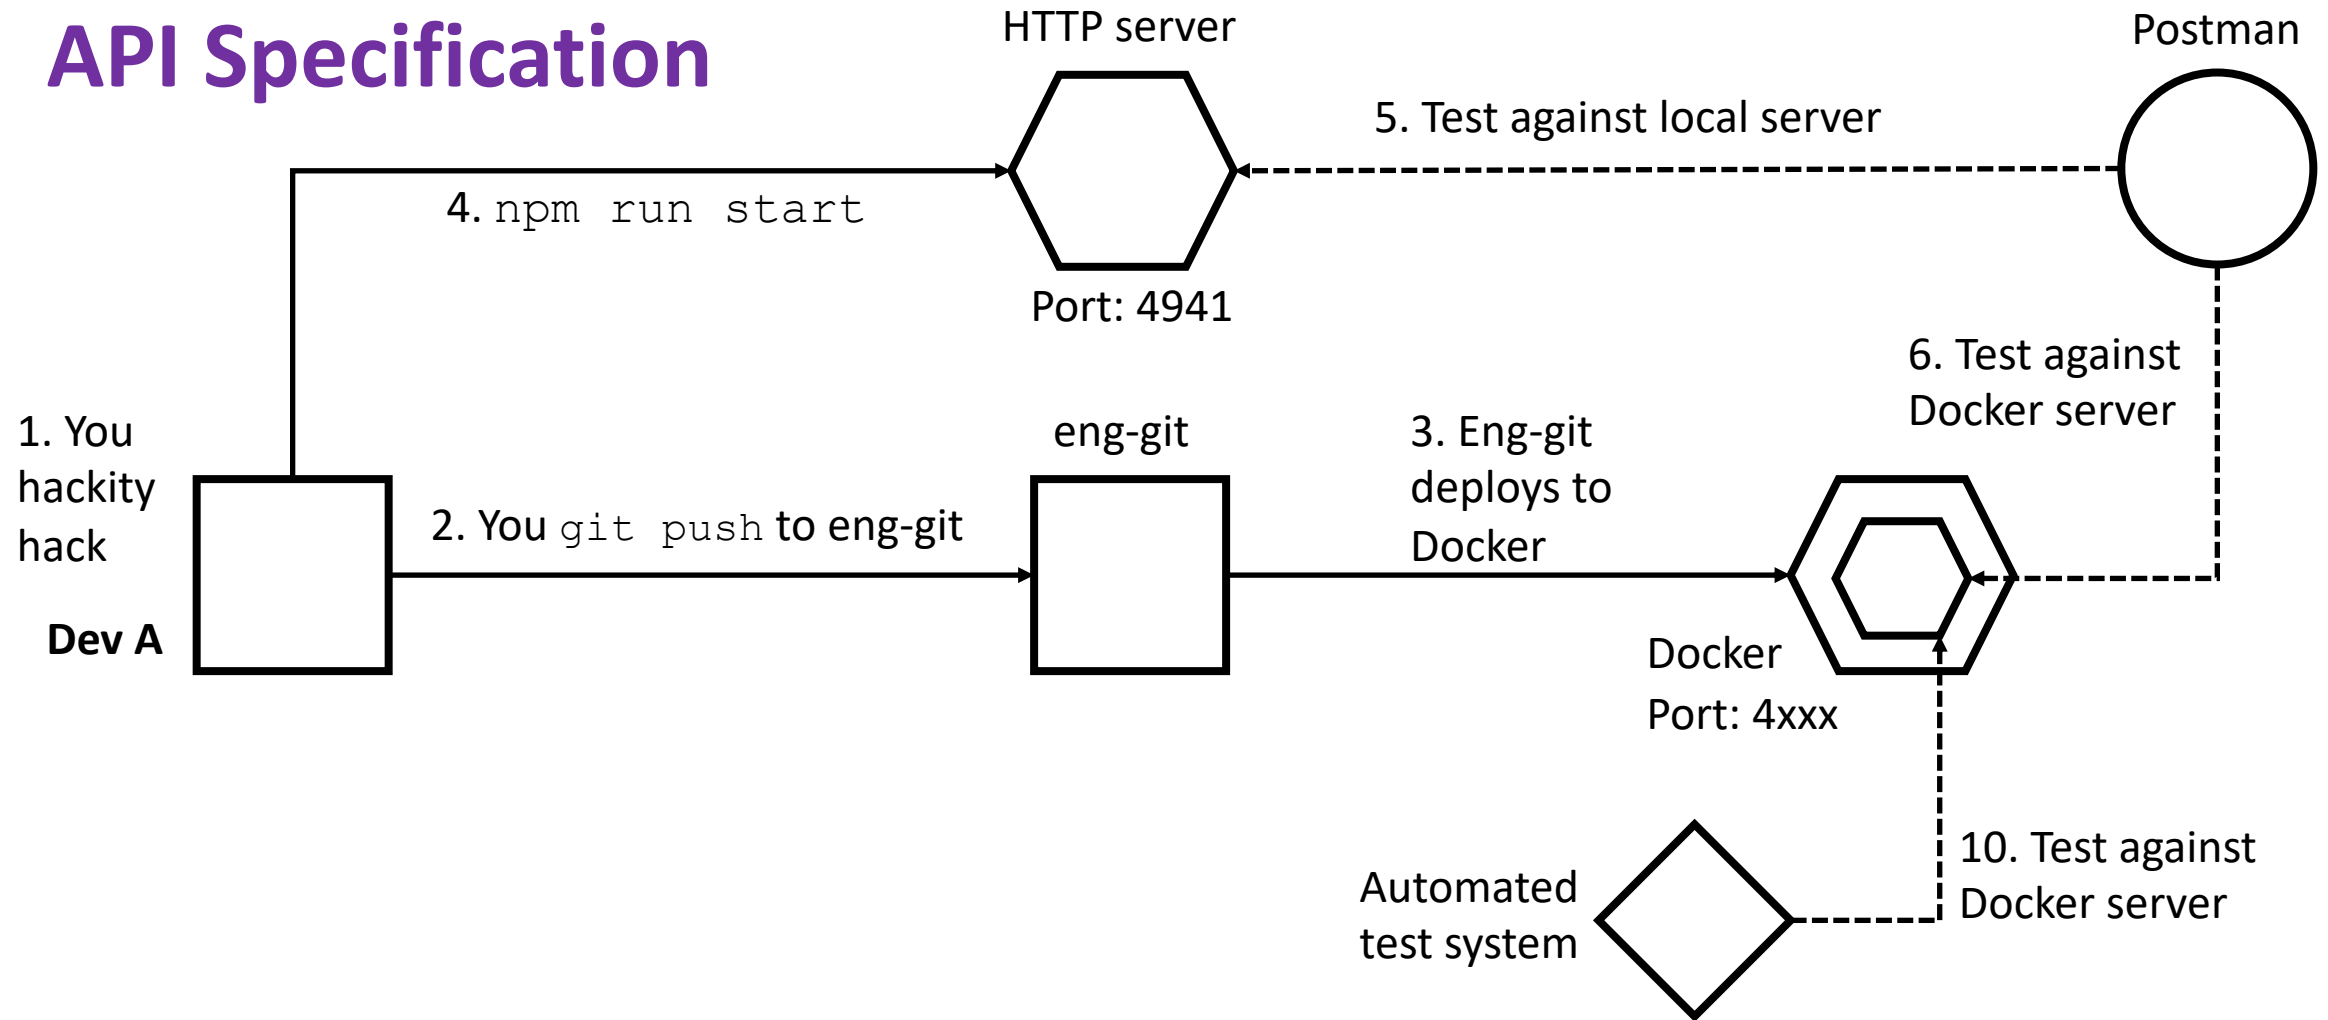 API Specification
HTTP server
Postman
5. Test against local server
4. npm run start
Port: 4941
6. Test against
Docker server
1. You
hackity
hack
Dev A
2. You git push to eng-git
eng-git
3. Eng-git
deploys to
Docker
Docker
Port: 4xxx
Automated
test system
10. Test against
Docker server